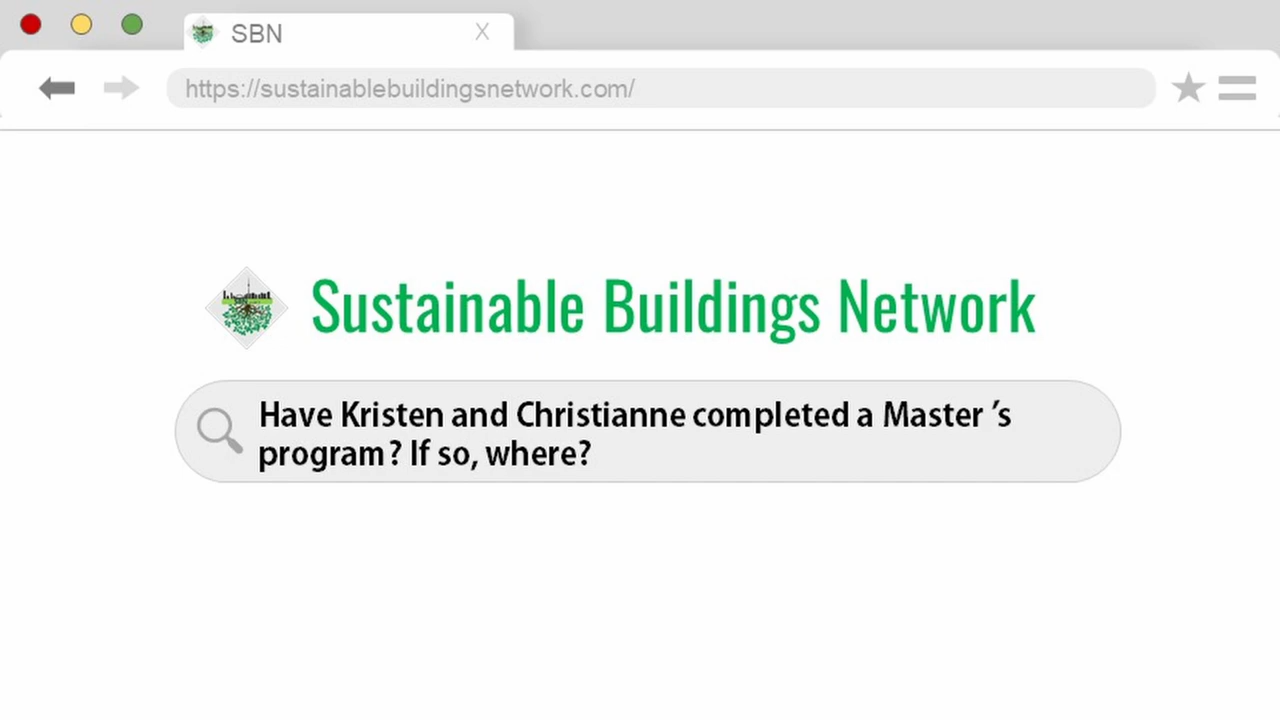 SBN X
https://sustainablebuildingsnetwork.com/
Sustainable Buildings Network
Have Kristen and Christianne completed a Master ’s
program? If so, where?